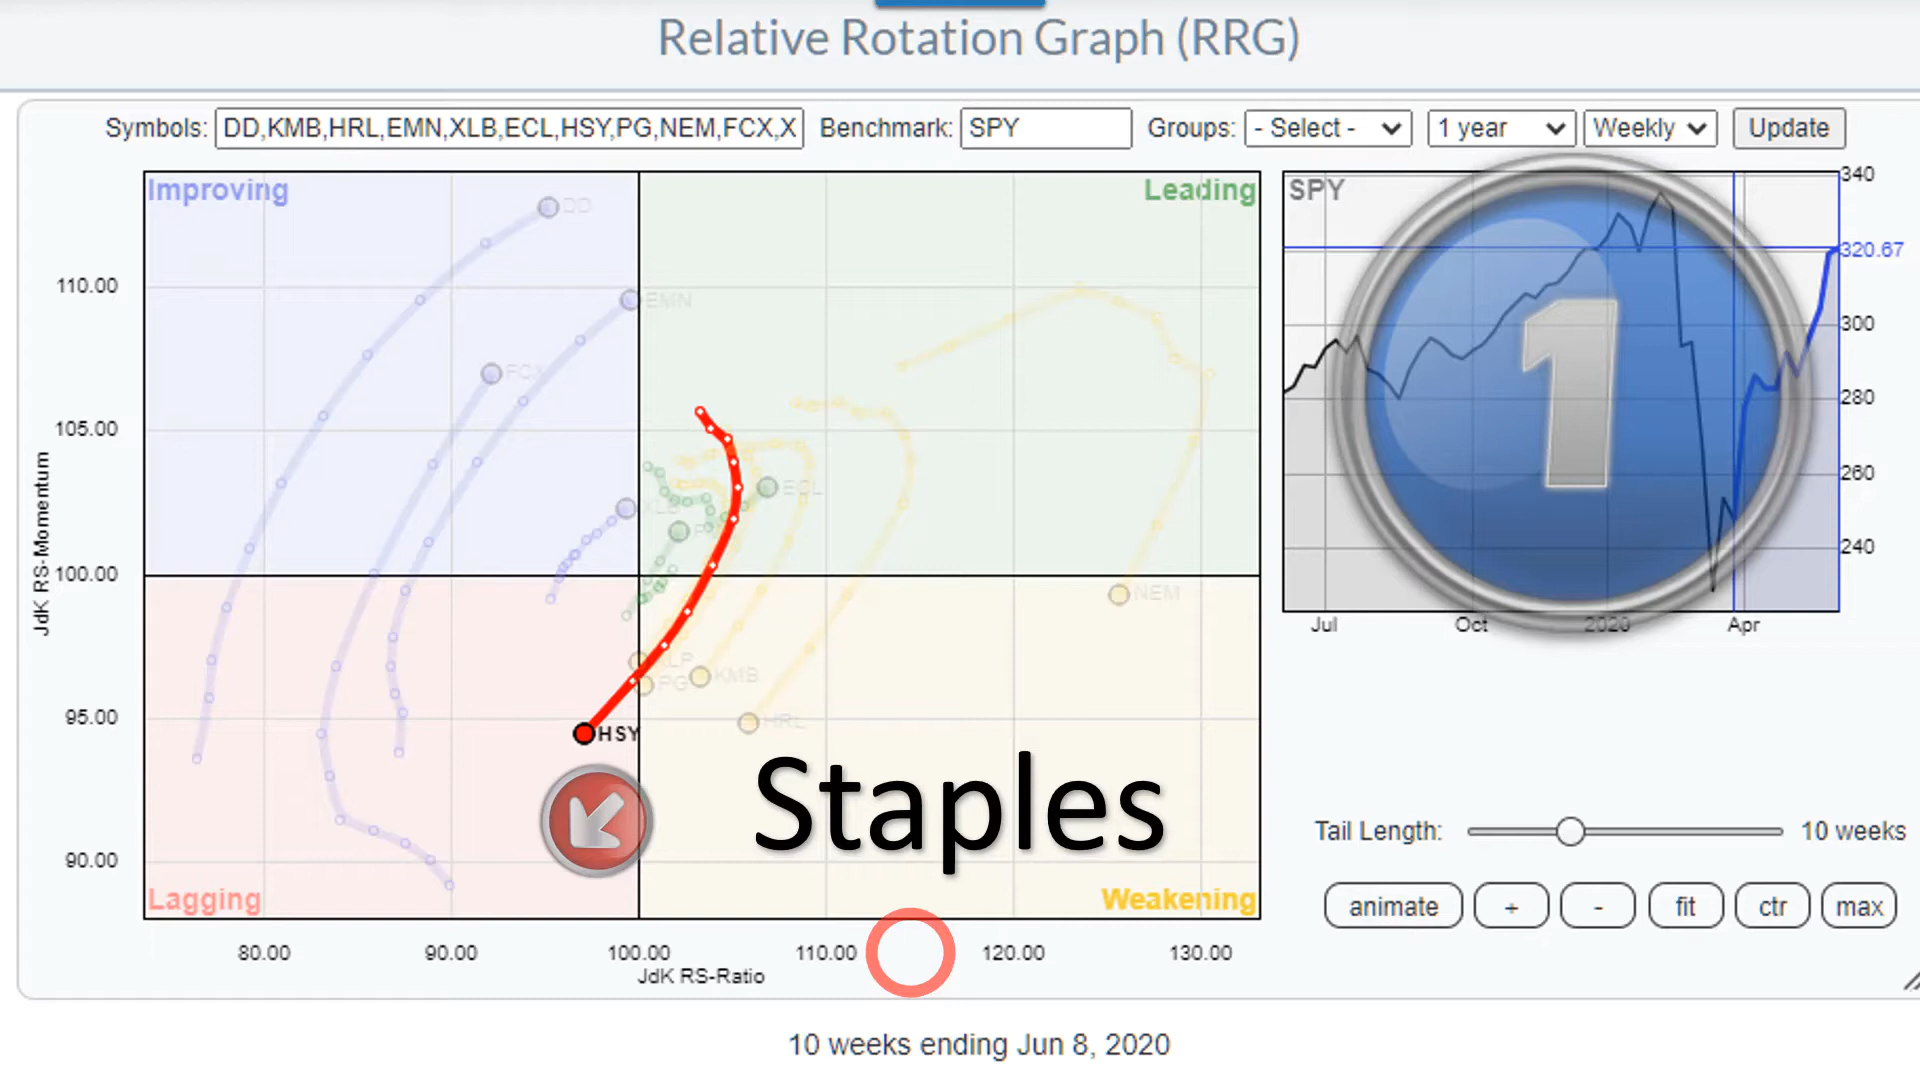 Relative Rotation Graph (RRG)
Symbols: DD,KMB,HRL,EMN,XLB,ECL,HSY,PG,NEM,FCX,X Benchmark: SPY Groups: - Select - 1 year Weekly Update
Improving
Leading
DD
EMN
FCX
ECL
NEM
KMB
PG
HRL
HSY
Staples
Lagging
Weakening
110.00
105.00
100.00
95.00
90.00
JdK RS-Momentum
80.00 90.00 100.00 110.00 120.00 130.00
JdK RS-Ratio
SPY
1
340
320.67
300
280
260
240
Jul Oct 2020 Apr
Tail Length: 10 weeks
animate + - fit ctr max
10 weeks ending Jun 8, 2020